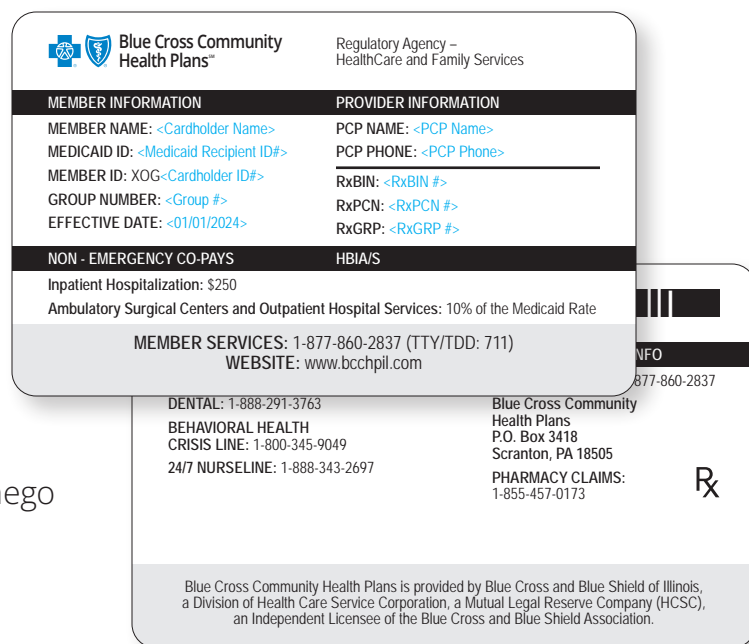 Blue Cross Community
Health Plans℠
Regulatory Agency –
HealthCare and Family Services
MEMBER INFORMATION
MEMBER NAME: <Cardholder Name>
MEDICAID ID: <Medicaid Recipient ID#>
MEMBER ID: XOG<Cardholder ID#>
GROUP NUMBER: <Group #>
EFFECTIVE DATE: <01/01/2024>
PROVIDER INFORMATION
PCP NAME: <PCP Name>
PCP PHONE: <PCP Phone>
RxBIN: <RxBIN #>
RxPCN: <RxPCN #>
RxGRP: <RxGRP #>
NON - EMERGENCY CO-PAYS HBIA/S
Inpatient Hospitalization: $250
Ambulatory Surgical Centers and Outpatient Hospital Services: 10% of the Medicaid Rate
MEMBER SERVICES: 1-877-860-2837 (TTY/TDD: 711)
WEBSITE: www.bcchpil.com
NFO
877-860-2837
DENTAL: 1-888-291-3763
BEHAVIORAL HEALTH
CRISIS LINE: 1-800-345-9049
24/7 NURSELINE: 1-888-343-2697
Blue Cross Community
Health Plans
P.O. Box 3418
Scranton, PA 18505
PHARMACY CLAIMS:
1-855-457-0173
Rx
ego
Blue Cross Community Health Plans is provided by Blue Cross and Blue Shield of Illinois,
a Division of Health Care Service Corporation, a Mutual Legal Reserve Company (HCSC),
an Independent Licensee of the Blue Cross and Blue Shield Association.